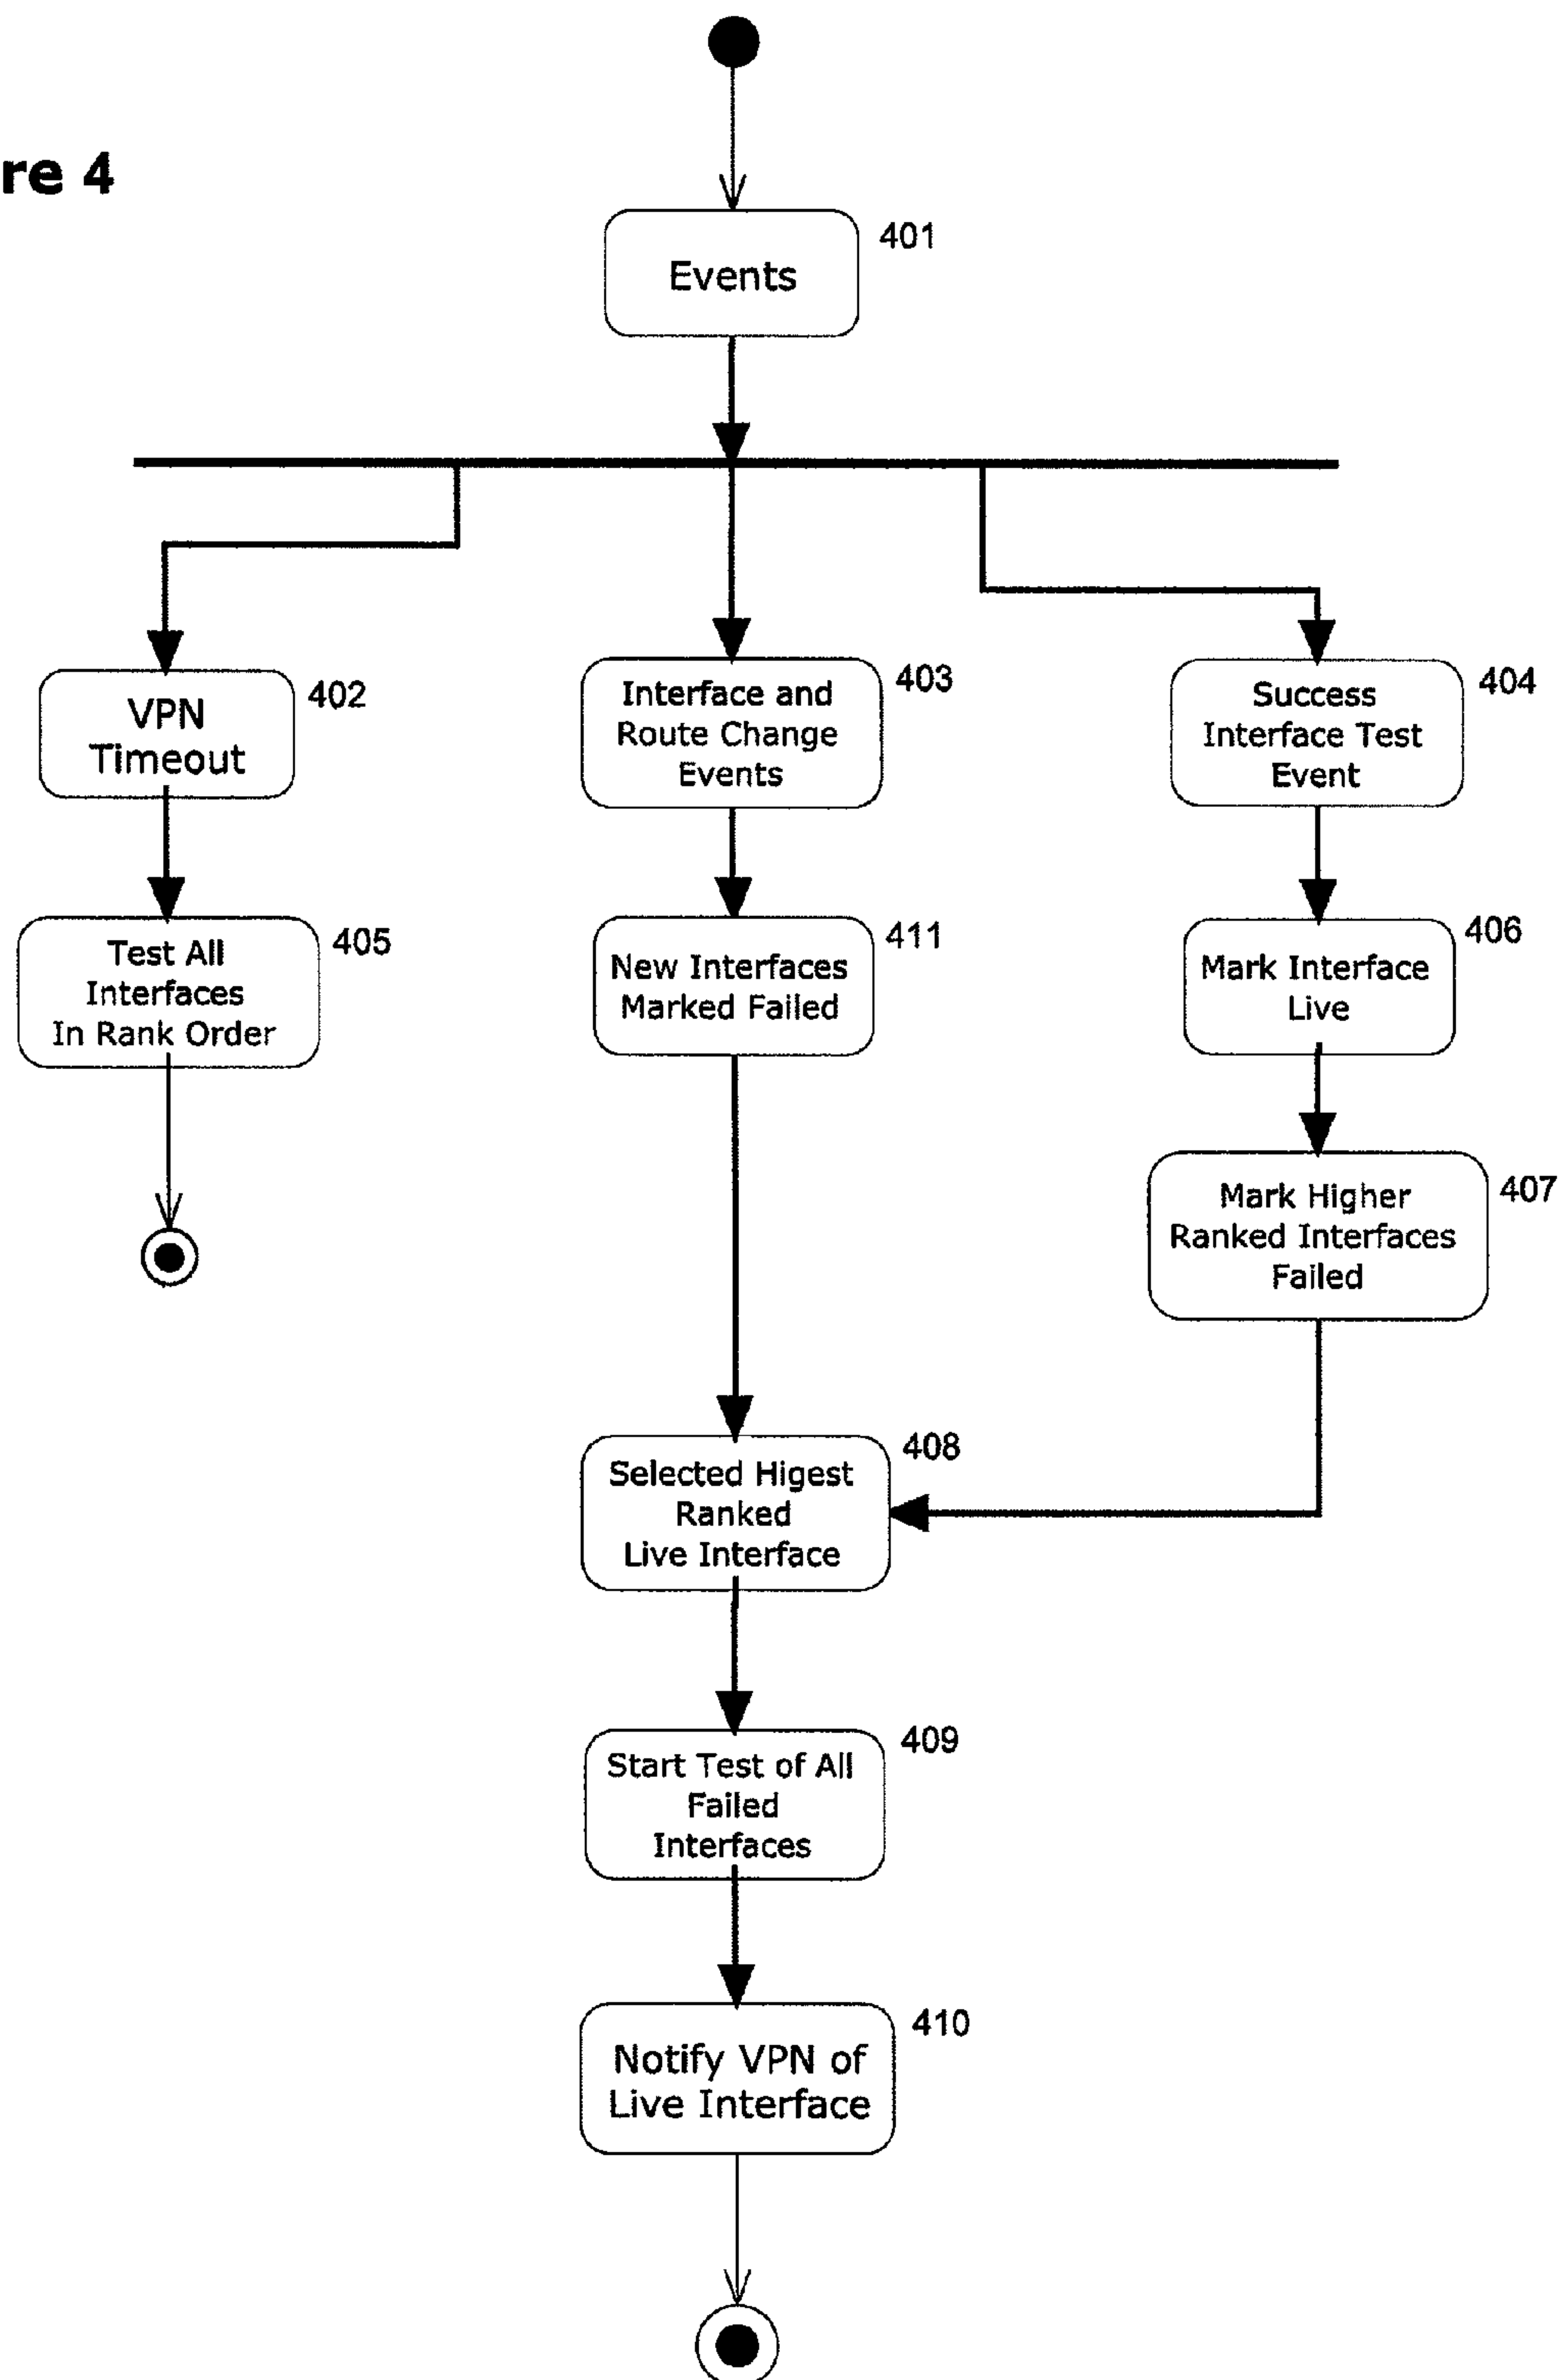 re 4
401
Events
402
VPN
Timeout
403
Interface and
Route Change
Events
404
Success
Interface Test
Event
405
Test All
Interfaces
In Rank Order
411
New Interfaces
Marked Failed
406
Mark Interface
Live
407
Mark Higher
Ranked Interfaces
Failed
408
Selected Higest
Ranked
Live Interface
409
Start Test of All
Failed
Interfaces
410
Notify VPN of
Live Interface